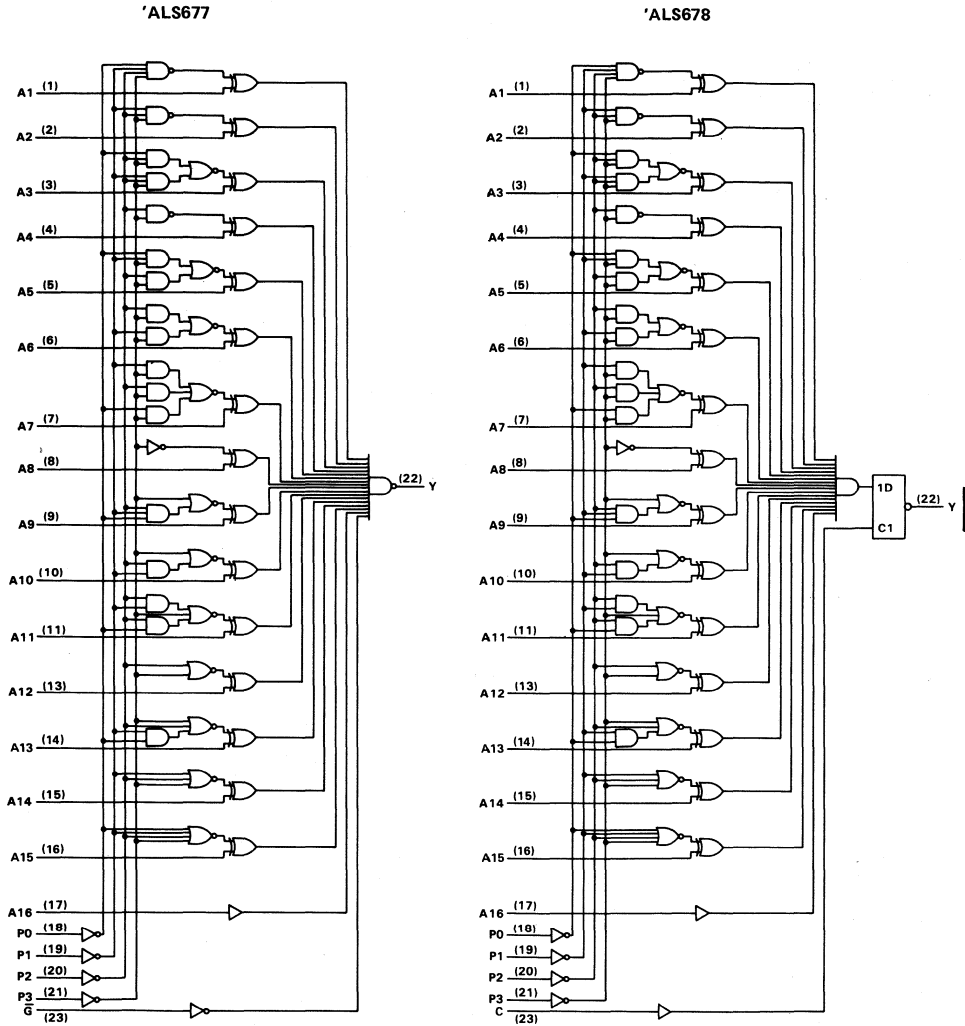 'ALS677
A1 (1)
A2 (2)
A3 (3)
A4 (4)
A5 (5)
A6 (6)
A7 (7)
A8 (8)
(22) Y
A9 (9)
A10 (10)
A11 (11)
A12 (13)
A13 (14)
A14 (15)
A15 (16)
A16 (17)
P0 (18)
P1 (19)
P2 (20)
P3 (21)
G̅ (23)
'ALS678
A1 (1)
A2 (2)
A3 (3)
A4 (4)
A5 (5)
A6 (6)
A7 (7)
A8 (8)
1D
C1
(22) Y
A9 (9)
A10 (10)
A11 (11)
A12 (13)
A13 (14)
A14 (15)
A15 (16)
A16 (17)
P0 (18)
P1 (19)
P2 (20)
P3 (21)
C (23)